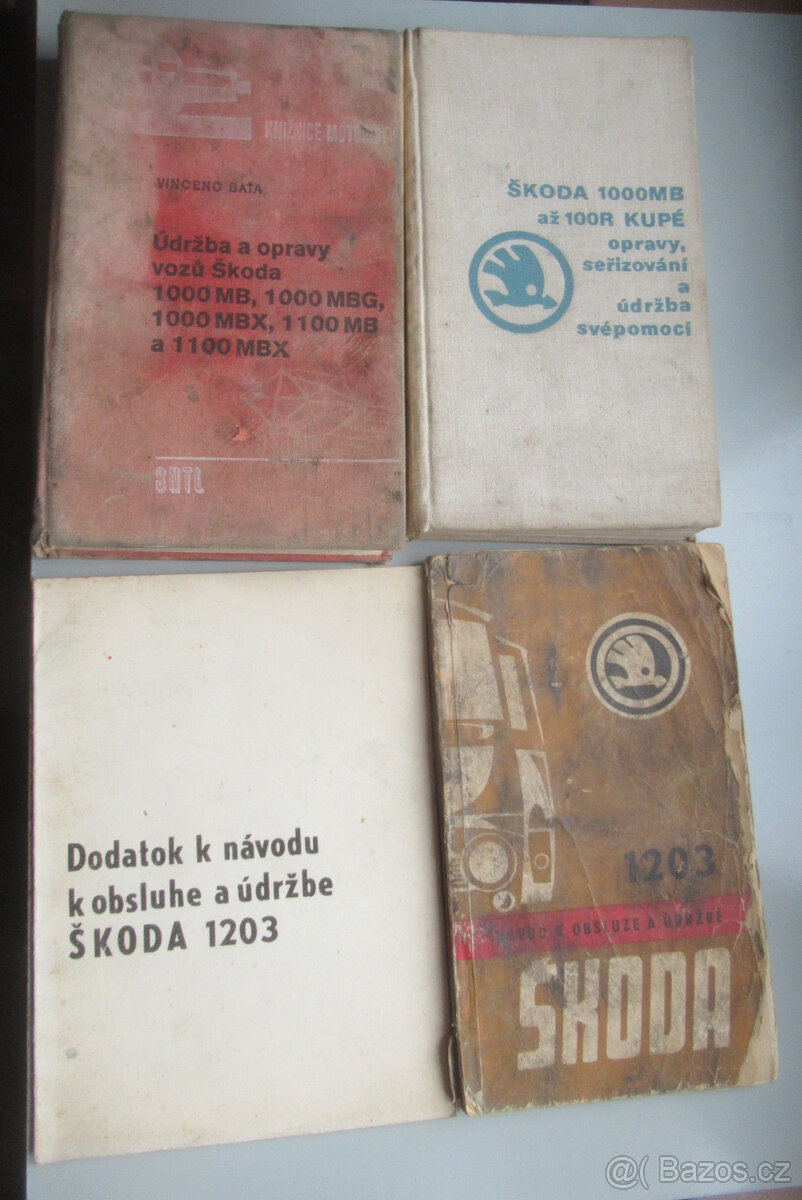 KNIŽNICE MOTORISTY
VINCENC BAŤA
Údržba a opravy
vozů Škoda
1000 MB, 1000 MBG,
1000 MBX, 1100 MB
a 1100 MBX
SNTL
ŠKODA 1000MB
až 100R KUPÉ
opravy,
seřizování
a
údržba
svépomocí
Dodatok k návodu
k obsluhe a údržbe
ŠKODA 1203
1203
NÁVOD K OBSLUZE A ÚDRŽBĚ
ŠKODA
@( Bazos.cz